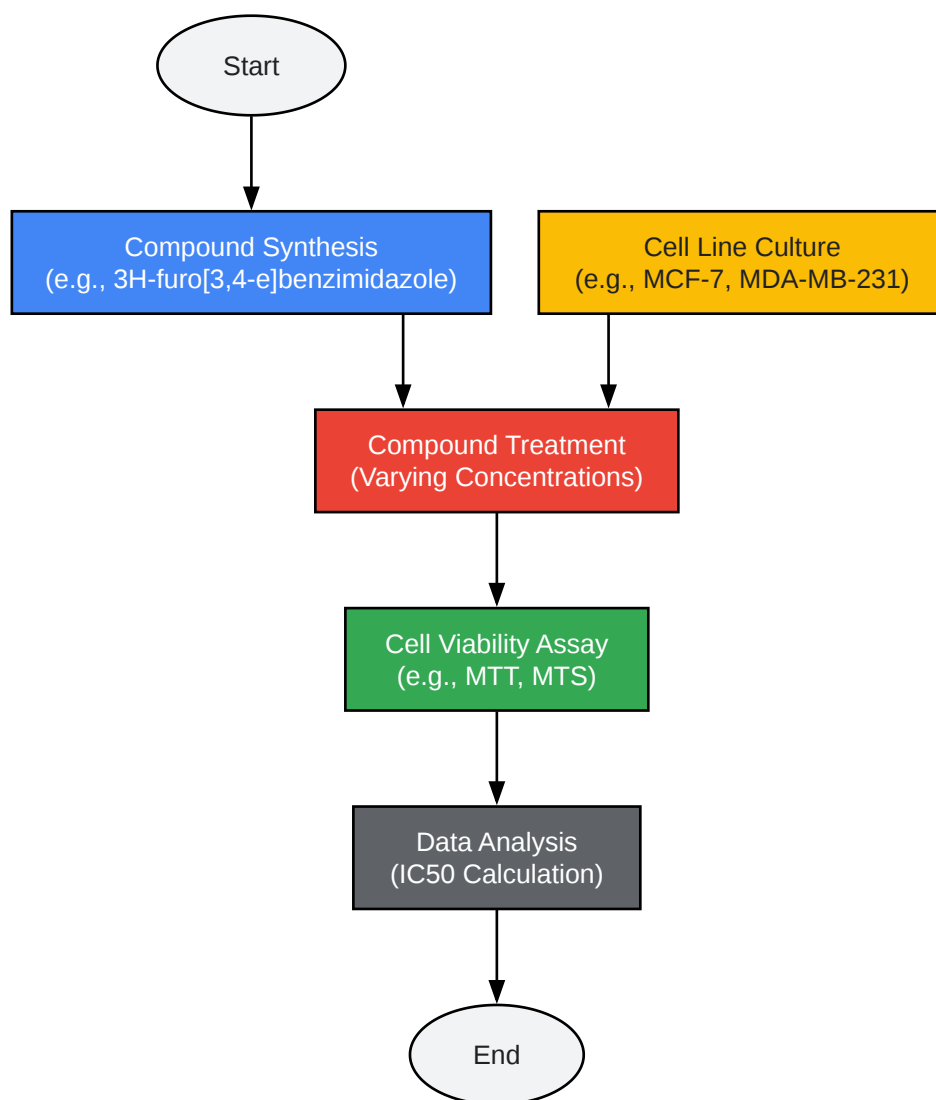 Start
Compound Synthesis
(e.g., 3H-furo[3,4-e]benzimidazole)
Cell Line Culture
(e.g., MCF-7, MDA-MB-231)
Compound Treatment
(Varying Concentrations)
Cell Viability Assay
(e.g., MTT, MTS)
Data Analysis
(IC50 Calculation)
End